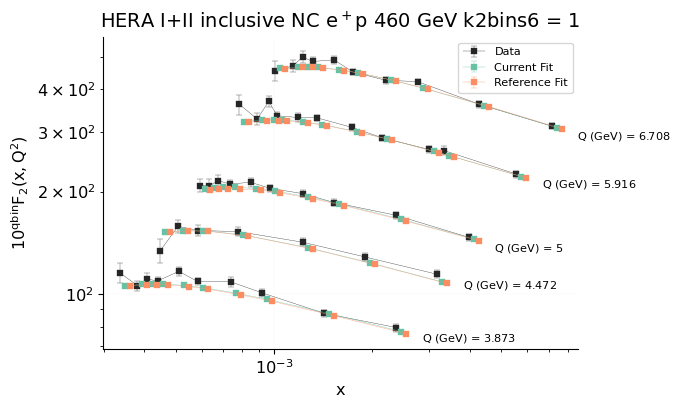 HERA I+II inclusive NC e⁺p 460 GeV k2bins6 = 1
Data
Current Fit
Reference Fit
4 × 10²
3 × 10²
2 × 10²
10²
10^qbin F₂(x, Q²)
Q (GeV) = 6.708
Q (GeV) = 5.916
Q (GeV) = 5
Q (GeV) = 4.472
Q (GeV) = 3.873
10⁻³
x